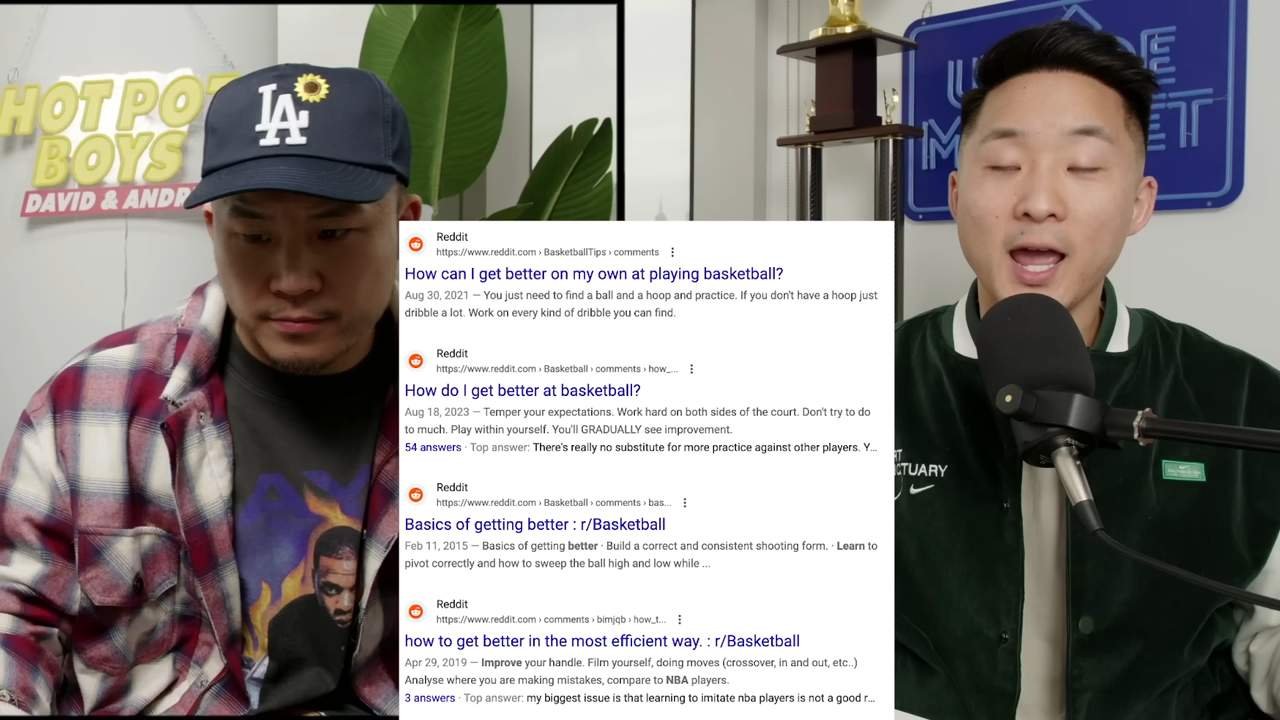 HOT POT
BOYS
DAVID & ANDR
LA
Reddit
https://www.reddit.com › BasketballTips › comments
How can I get better on my own at playing basketball?
Aug 30, 2021 — You just need to find a ball and a hoop and practice. If you don't have a hoop just
dribble a lot. Work on every kind of dribble you can find.
Reddit
https://www.reddit.com › Basketball › comments › how_...
How do I get better at basketball?
Aug 18, 2023 — Temper your expectations. Work hard on both sides of the court. Don't try to do
to much. Play within yourself. You'll GRADUALLY see improvement.
54 answers · Top answer: There's really no substitute for more practice against other players. Y...
Reddit
https://www.reddit.com › Basketball › comments › bas...
Basics of getting better : r/Basketball
Feb 11, 2015 — Basics of getting better · Build a correct and consistent shooting form. · Learn to
pivot correctly and how to sweep the ball high and low while ...
Reddit
https://www.reddit.com › comments › bimjqb › how_t...
how to get better in the most efficient way. : r/Basketball
Apr 29, 2019 — Improve your handle. Film yourself, doing moves (crossover, in and out, etc..)
Analyse where you are making mistakes, compare to NBA players.
3 answers · Top answer: my biggest issue is that learning to imitate nba players is not a good r...